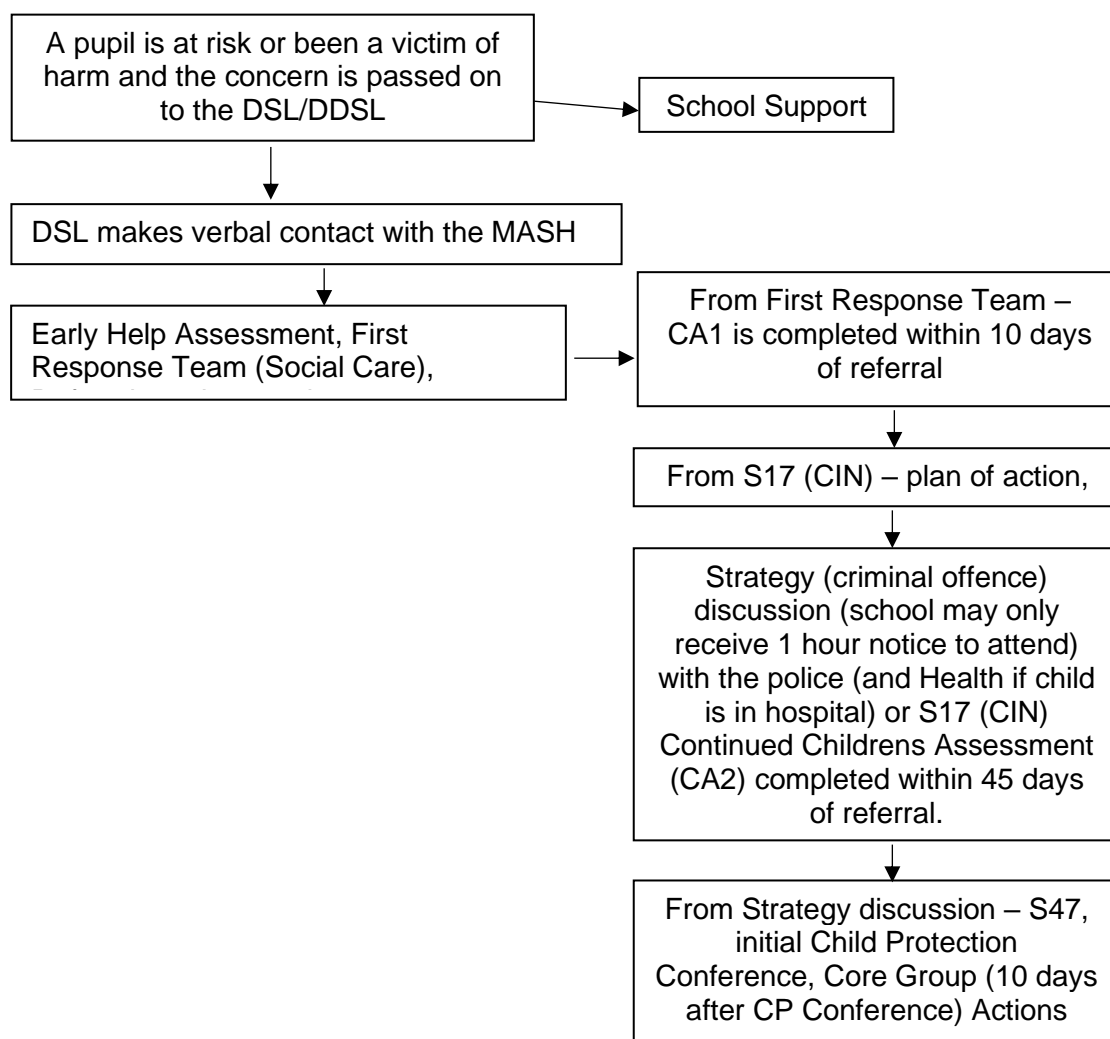 A pupil is at risk or been a victim of
harm and the concern is passed on
to the DSL/DDSL
School Support
DSL makes verbal contact with the MASH
Early Help Assessment, First
Response Team (Social Care),
From First Response Team –
CA1 is completed within 10 days
of referral
From S17 (CIN) – plan of action,
Strategy (criminal offence)
discussion (school may only
receive 1 hour notice to attend)
with the police (and Health if child
is in hospital) or S17 (CIN)
Continued Childrens Assessment
(CA2) completed within 45 days
of referral.
From Strategy discussion – S47,
initial Child Protection
Conference, Core Group (10 days
after CP Conference) Actions